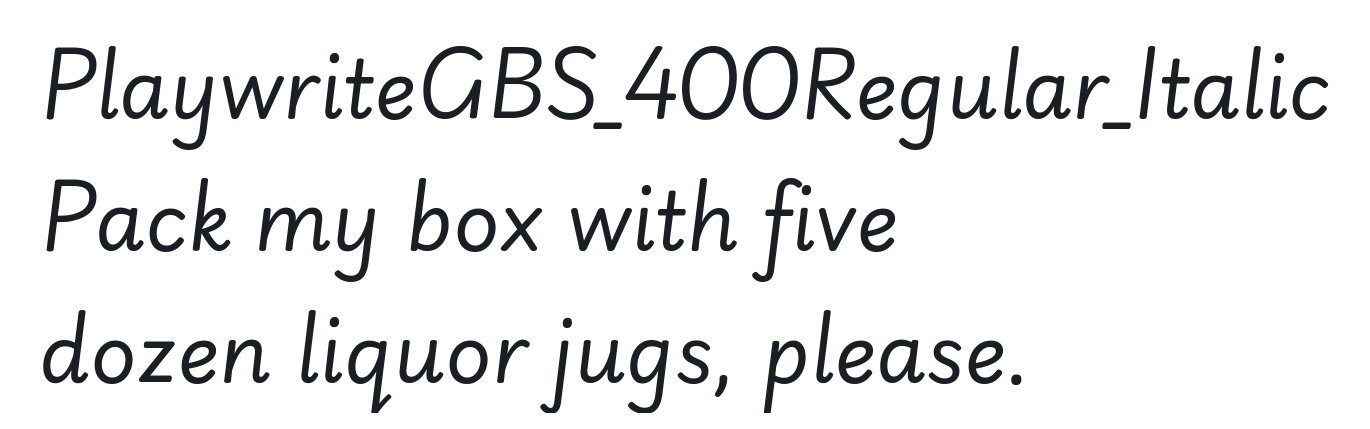 PlaywriteGBS_400Regular_Italic
Pack my box with five
dozen liquor jugs, please.